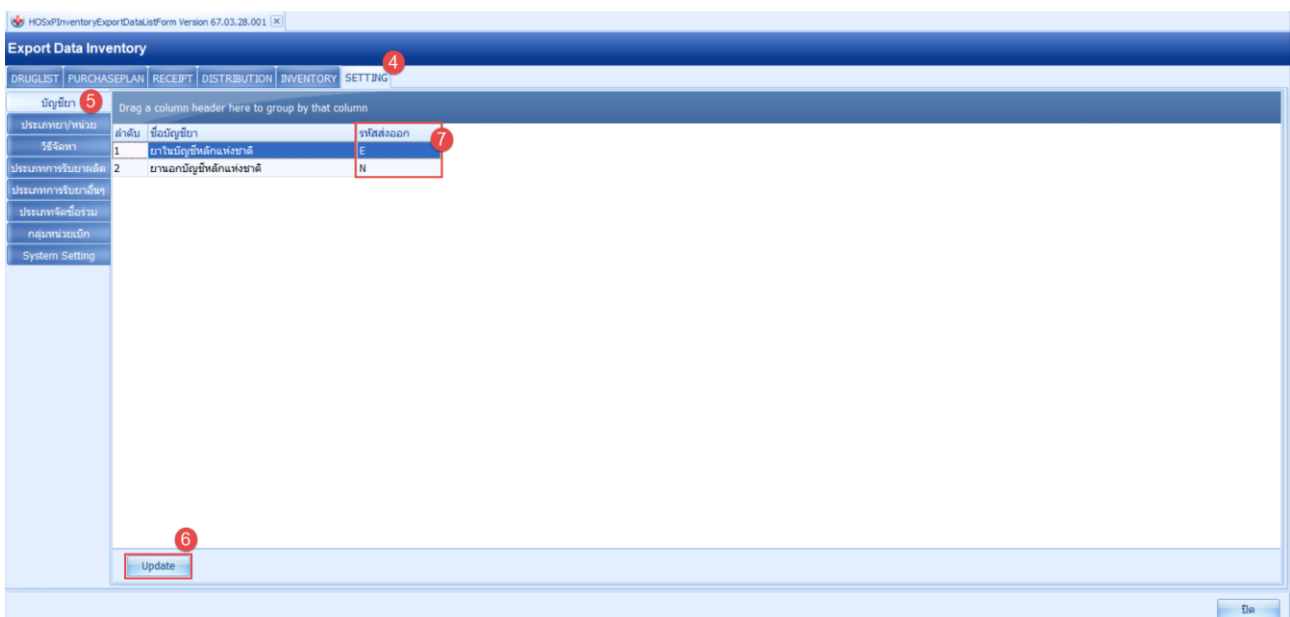 HOSxPInventoryExportDataListForm Version 67.03.28.001
Export Data Inventory
4
DRUGLIST PURCHASEPLAN RECEIPT DISTRIBUTION INVENTORY SETTING
บัญชียา 5
Drag a column header here to group by that column
ประเภทยา/หน่วย
ลำดับ ชื่อบัญชียา รหัสส่งออก 7
วิธีจัดหา
1 ยาในบัญชีหลักแห่งชาติ E
ประเภทการรับยาผลิต
2 ยานอกบัญชีหลักแห่งชาติ N
ประเภทการรับยาอื่นๆ
ประเภทจัดซื้อร่วม
กลุ่มหน่วยเบิก
System Setting
6
Update
ปิด